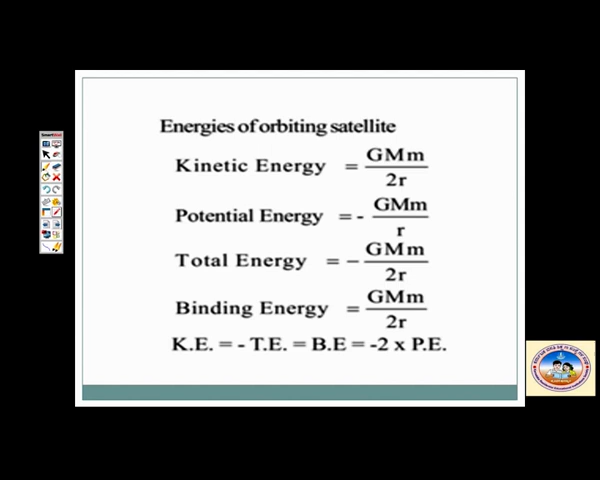 Energies of orbiting satellite
Kinetic Energy = GMm / 2r
Potential Energy = - GMm / r
Total Energy = - GMm / 2r
Binding Energy = GMm / 2r
K.E. = - T.E. = B.E = -2 x P.E.